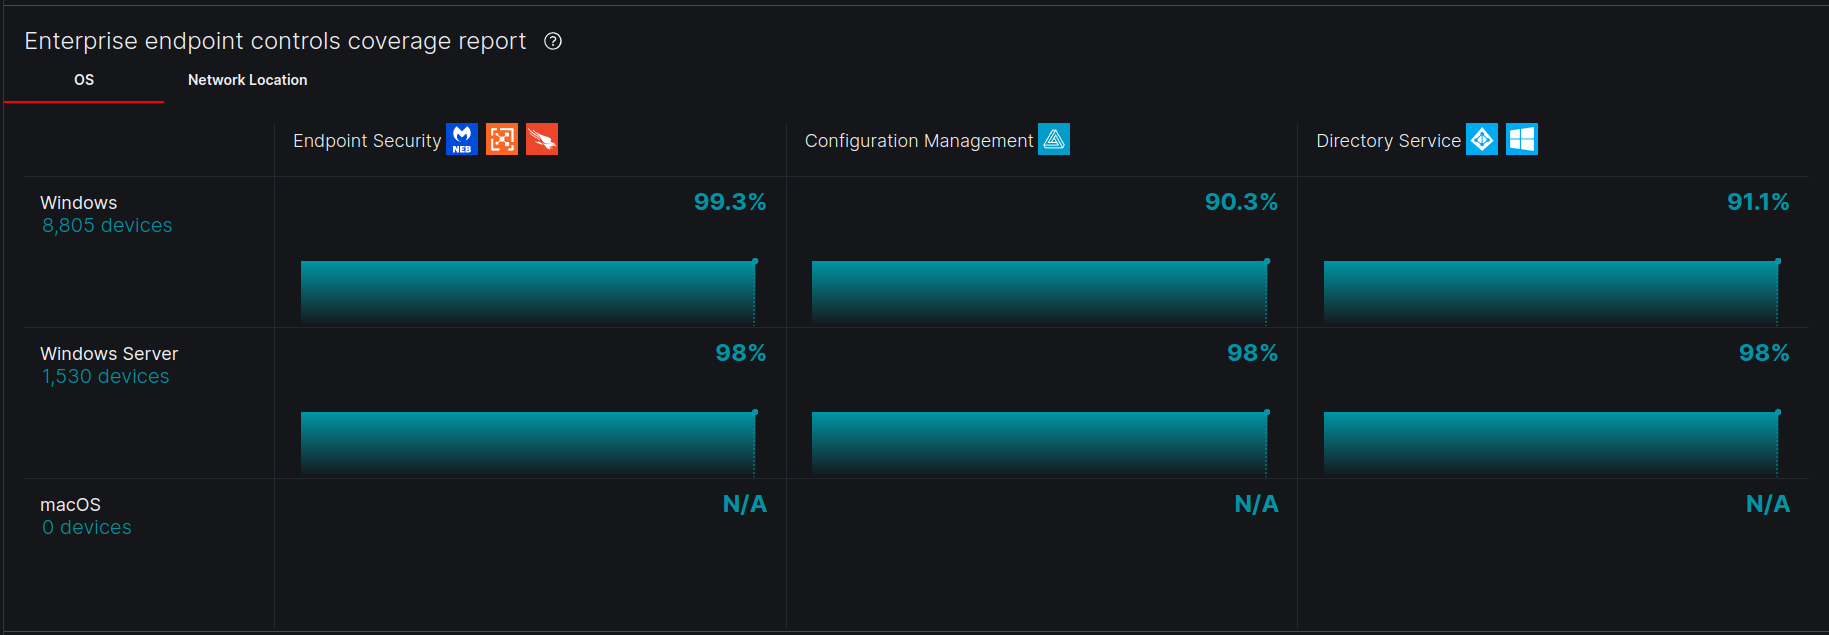 Enterprise endpoint controls coverage report ?
OS Network Location
Endpoint Security NEB Configuration Management Directory Service
Windows 99.3% 90.3% 91.1%
8,805 devices
Windows Server 98% 98% 98%
1,530 devices
macOS N/A N/A N/A
0 devices